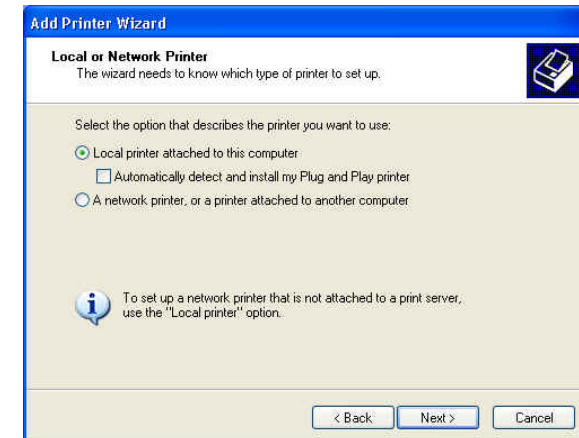 Add Printer Wizard
Local or Network Printer
The wizard needs to know which type of printer to set up.
Select the option that describes the printer you want to use:
Local printer attached to this computer
Automatically detect and install my Plug and Play printer
A network printer, or a printer attached to another computer
To set up a network printer that is not attached to a print server,
use the "Local printer" option.
< Back Next > Cancel